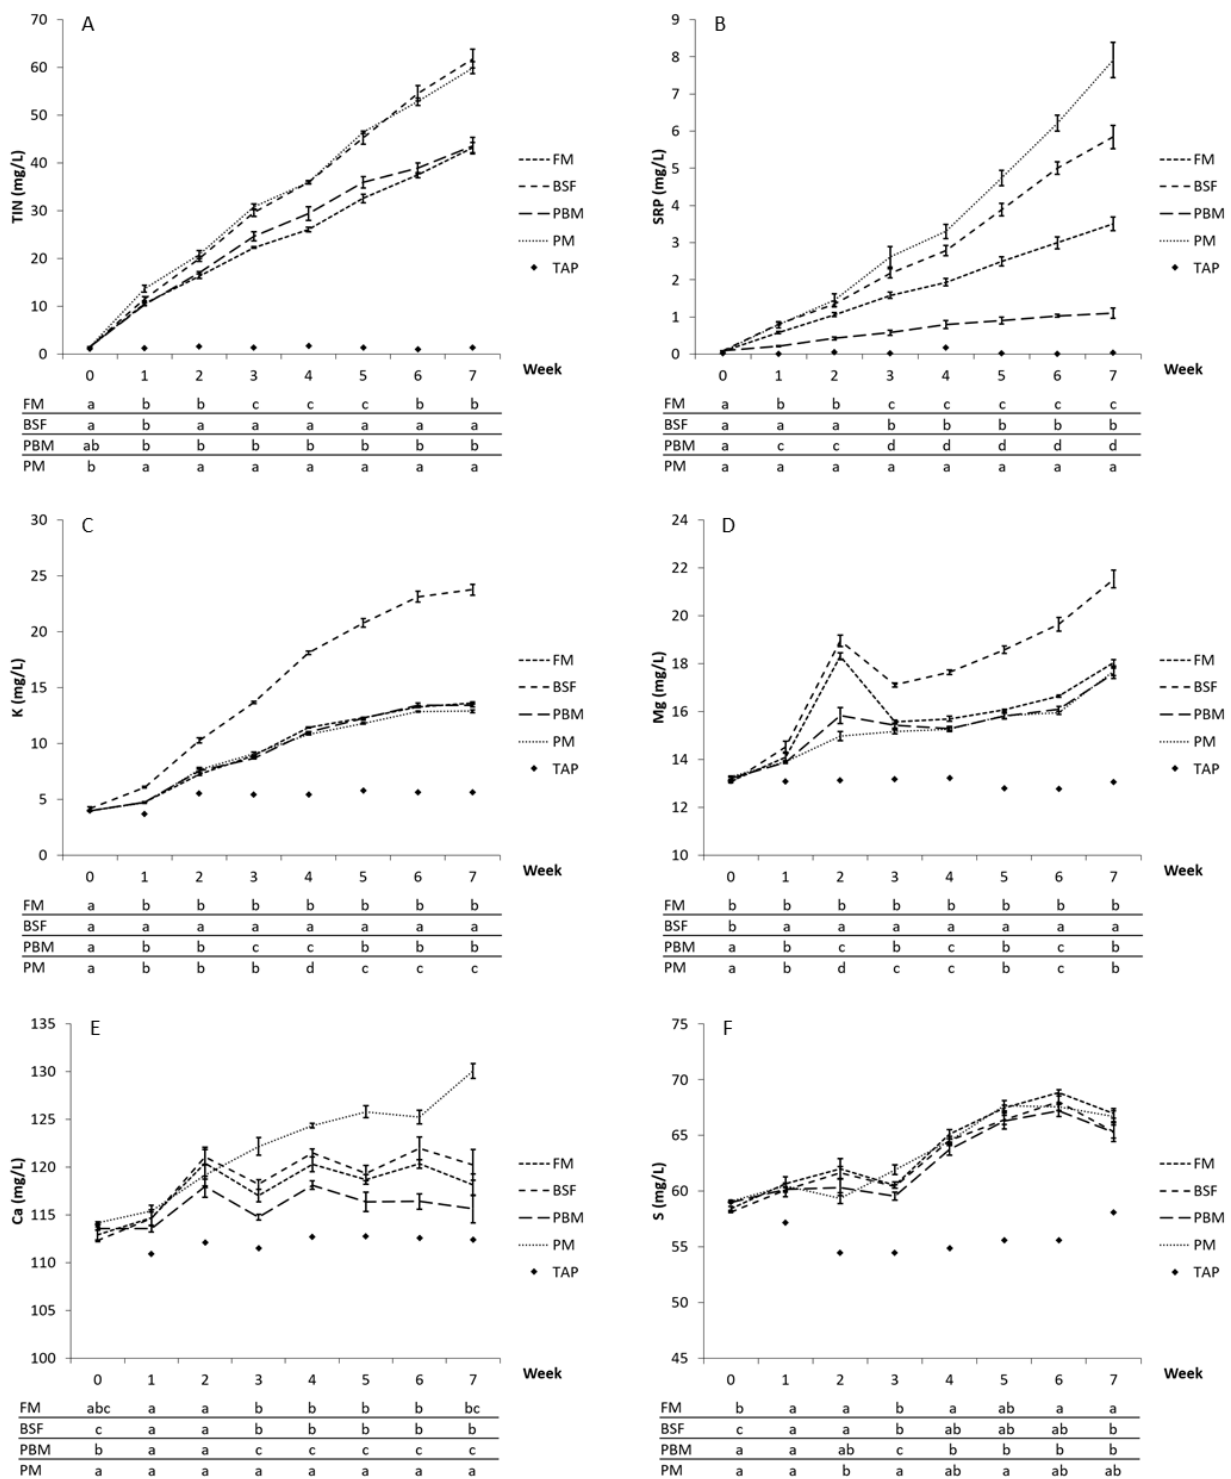 A
TIN (mg/L)
70
60
50
40
30
20
10
0
0 1 2 3 4 5 6 7
Week
FM
BSF
PBM
PM
TAP
FM a b b c c c b b
BSF a b a a a a a a
PBM ab b b b b b b b
PM b a a a a a a a
B
SRP (mg/L)
9
8
7
6
5
4
3
2
1
0
0 1 2 3 4 5 6 7
Week
FM
BSF
PBM
PM
TAP
FM a b b c c c c c
BSF a a a b b b b b
PBM a c c d d d d d
PM a a a a a a a a
C
K (mg/L)
30
25
20
15
10
5
0
0 1 2 3 4 5 6 7
Week
FM
BSF
PBM
PM
TAP
FM a b b b b b b b
BSF a a a a a a a a
PBM a b b c c b b b
PM a b b b d c c c
D
Mg (mg/L)
24
22
20
18
16
14
12
10
0 1 2 3 4 5 6 7
Week
FM
BSF
PBM
PM
TAP
FM b b b b b b b b
BSF b a a a a a a a
PBM a b c b c b c b
PM a b d c c b c b
E
Ca (mg/L)
135
130
125
120
115
110
105
100
0 1 2 3 4 5 6 7
Week
FM
BSF
PBM
PM
TAP
FM abc a a b b b b bc
BSF c a a b b b b b
PBM b a a c c c c c
PM a a a a a a a a
F
S (mg/L)
75
70
65
60
55
50
45
0 1 2 3 4 5 6 7
Week
FM
BSF
PBM
PM
TAP
FM b a a b a ab a a
BSF c a a b ab ab ab b
PBM a a ab c b b b b
PM a a b a ab a ab ab